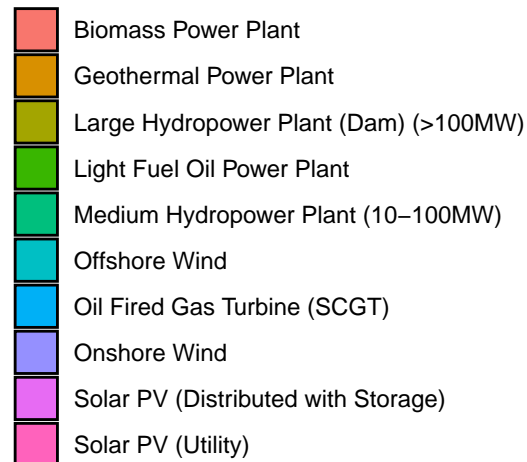 Biomass Power Plant
Geothermal Power Plant
Large Hydropower Plant (Dam) (>100MW)
Light Fuel Oil Power Plant
Medium Hydropower Plant (10–100MW)
Offshore Wind
Oil Fired Gas Turbine (SCGT)
Onshore Wind
Solar PV (Distributed with Storage)
Solar PV (Utility)